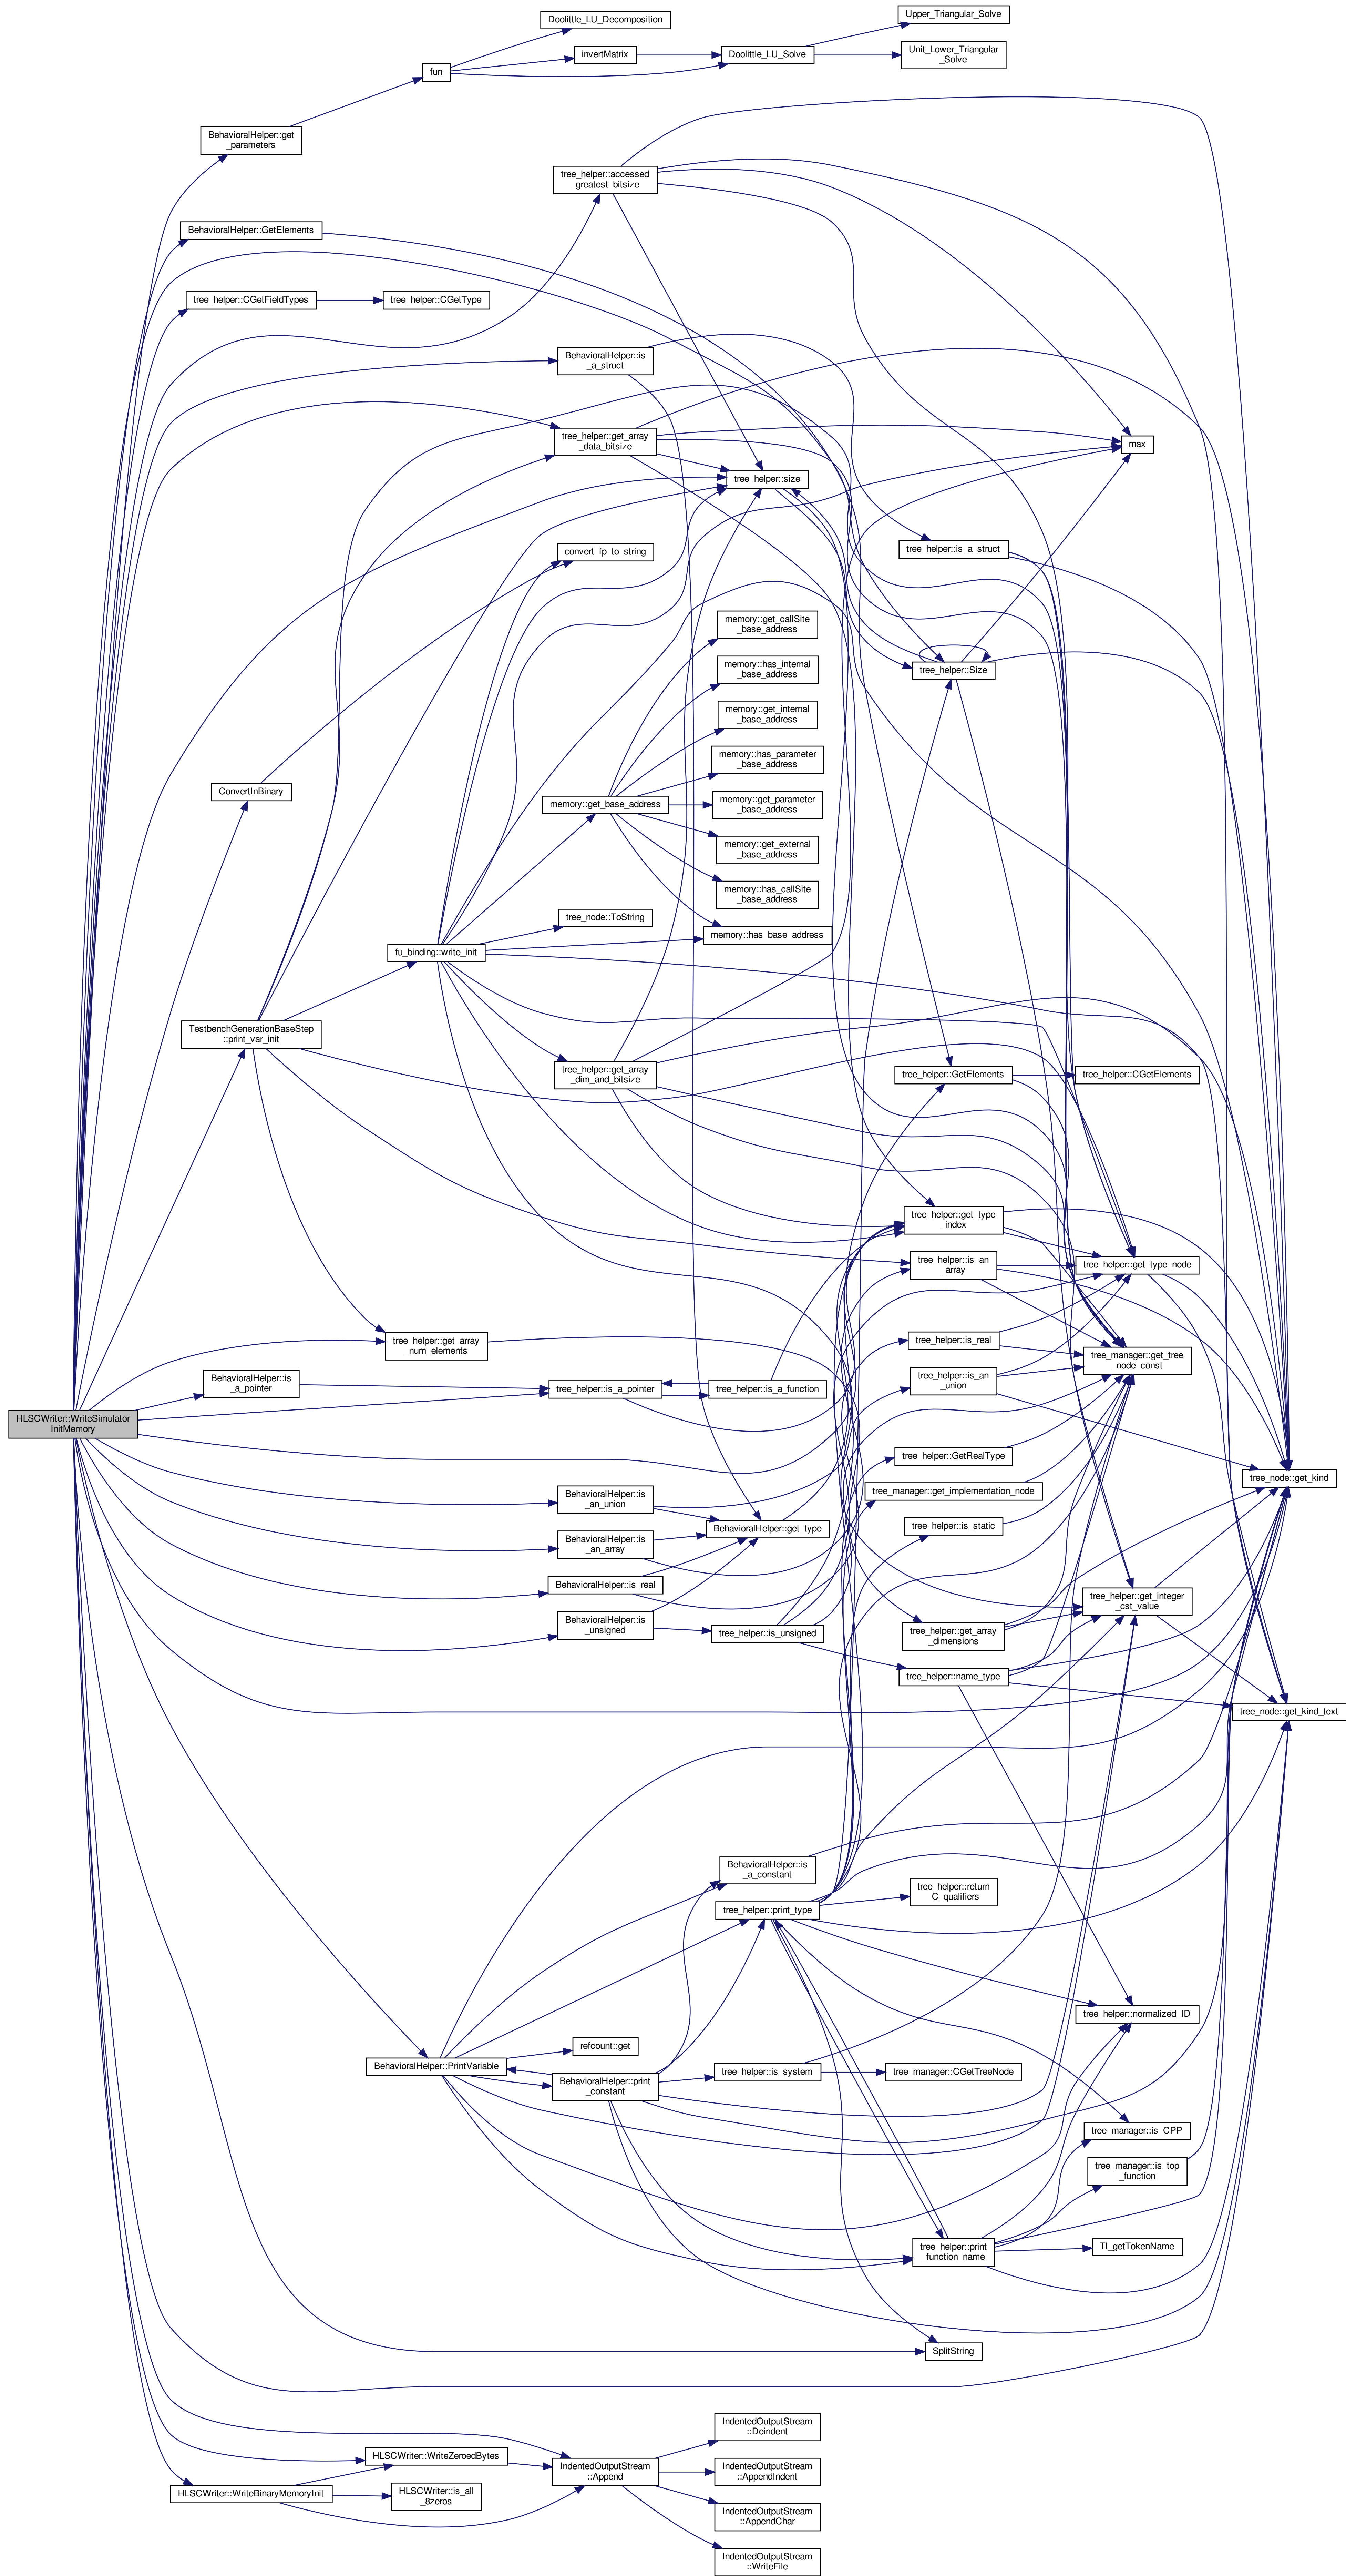 Upper_Triangular_Solve
Doolittle_LU_Decomposition
invertMatrix
Doolittle_LU_Solve
Unit_Lower_Triangular
_Solve
fun
BehavioralHelper::get
_parameters
tree_helper::accessed
_greatest_bitsize
BehavioralHelper::GetElements
tree_helper::CGetFieldTypes
tree_helper::CGetType
BehavioralHelper::is
_a_struct
tree_helper::get_array
_data_bitsize
max
tree_helper::size
convert_fp_to_string
tree_helper::is_a_struct
memory::get_callSite
_base_address
memory::has_internal
_base_address
tree_helper::Size
memory::get_internal
_base_address
memory::has_parameter
_base_address
ConvertInBinary
memory::get_base_address
memory::get_parameter
_base_address
memory::get_external
_base_address
memory::has_callSite
_base_address
tree_node::ToString
memory::has_base_address
fu_binding::write_init
TestbenchGenerationBaseStep
::print_var_init
tree_helper::get_array
_dim_and_bitsize
tree_helper::GetElements
tree_helper::CGetElements
tree_helper::get_type
_index
tree_helper::is_an
_array
tree_helper::get_type_node
tree_helper::get_array
_num_elements
tree_helper::is_real
tree_manager::get_tree
_node_const
BehavioralHelper::is
_a_pointer
tree_helper::is_a_pointer
tree_helper::is_a_function
tree_helper::is_an
_union
HLSCWriter::WriteSimulator
InitMemory
tree_helper::GetRealType
tree_node::get_kind
BehavioralHelper::is
_an_union
tree_manager::get_implementation_node
BehavioralHelper::get_type
tree_helper::is_static
BehavioralHelper::is
_an_array
BehavioralHelper::is_real
tree_helper::get_integer
_cst_value
BehavioralHelper::is
_unsigned
tree_helper::is_unsigned
tree_helper::get_array
_dimensions
tree_helper::name_type
tree_node::get_kind_text
BehavioralHelper::is
_a_constant
tree_helper::return
_C_qualifiers
tree_helper::print_type
tree_helper::normalized_ID
refcount::get
BehavioralHelper::PrintVariable
BehavioralHelper::print
_constant
tree_helper::is_system
tree_manager::CGetTreeNode
tree_manager::is_CPP
tree_manager::is_top
_function
tree_helper::print
_function_name
TI_getTokenName
SplitString
IndentedOutputStream
::Deindent
HLSCWriter::WriteZeroedBytes
IndentedOutputStream
::Append
IndentedOutputStream
::AppendIndent
HLSCWriter::WriteBinaryMemoryInit
HLSCWriter::is_all
_8zeros
IndentedOutputStream
::AppendChar
IndentedOutputStream
::WriteFile